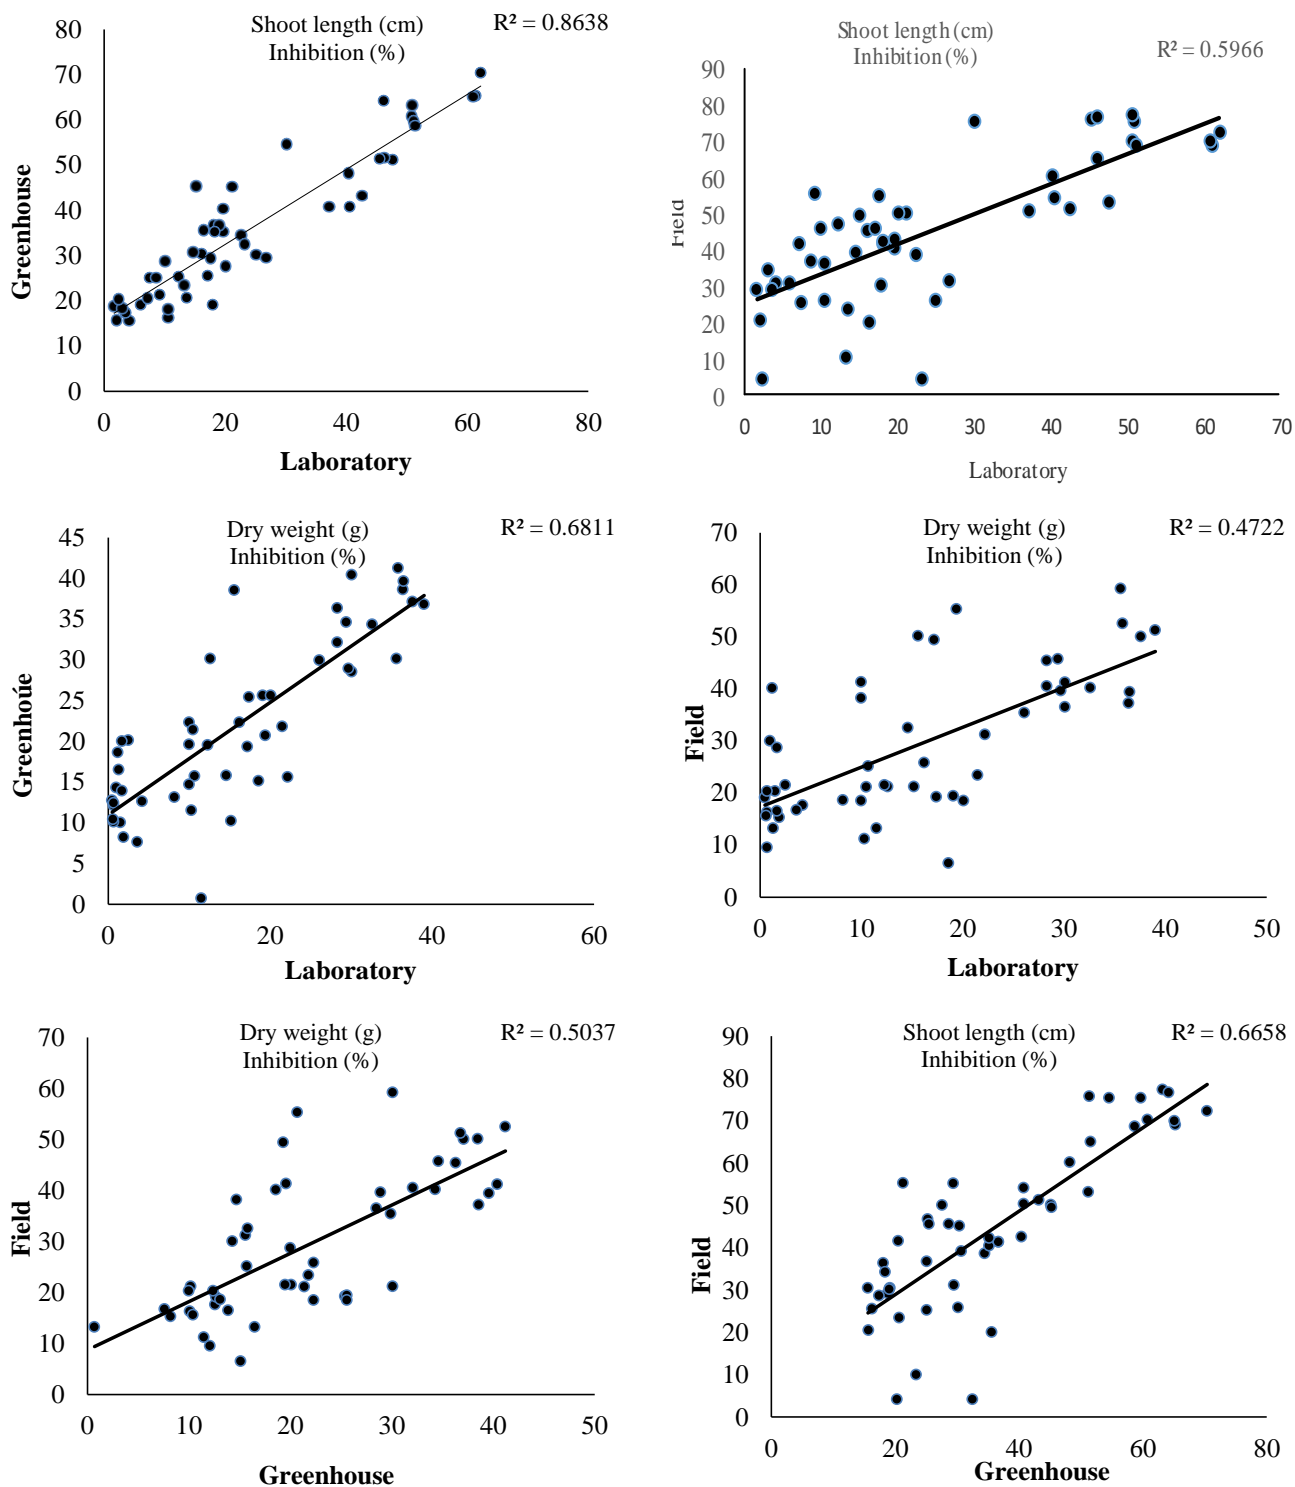 Shoot length (cm)
Inhibition (%)
R² = 0.8638
80
70
60
50
40
30
20
10
0
Greenhouse
0 20 40 60 80
Laboratory
Shoot length (cm)
Inhibition (%)
R² = 0.5966
90
80
70
60
50
40
30
20
10
0
Field
0 10 20 30 40 50 60 70
Laboratory
Dry weight (g)
Inhibition (%)
R² = 0.6811
45
40
35
30
25
20
15
10
5
0
Greenhoúe
0 20 40 60
Laboratory
Dry weight (g)
Inhibition (%)
R² = 0.4722
70
60
50
40
30
20
10
0
Field
0 10 20 30 40 50
Laboratory
Dry weight (g)
Inhibition (%)
R² = 0.5037
70
60
50
40
30
20
10
0
Field
0 10 20 30 40 50
Greenhouse
Shoot length (cm)
Inhibition (%)
R² = 0.6658
90
80
70
60
50
40
30
20
10
0
Field
0 20 40 60 80
Greenhouse